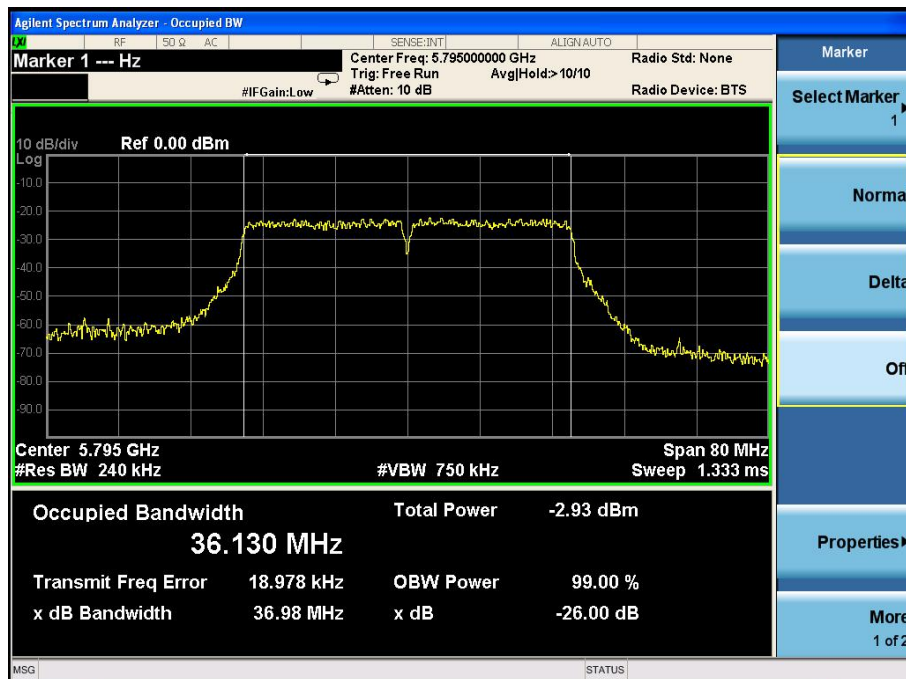 Agilent Spectrum Analyzer - Occupied BW
LXI RF 50 Ω AC SENSE:INT ALIGN AUTO
Marker 1 --- Hz
Center Freq: 5.795000000 GHz Radio Std: None
Trig: Free Run Avg|Hold:> 10/10
#IFGain:Low #Atten: 10 dB Radio Device: BTS
10 dB/div Ref 0.00 dBm
Log
-10.0
-20.0
-30.0
-40.0
-50.0
-60.0
-70.0
-80.0
-90.0
Center 5.795 GHz Span 80 MHz
#Res BW 240 kHz #VBW 750 kHz Sweep 1.333 ms
Occupied Bandwidth Total Power -2.93 dBm
36.130 MHz
Transmit Freq Error 18.978 kHz OBW Power 99.00 %
x dB Bandwidth 36.98 MHz x dB -26.00 dB
MSG STATUS
Marker
Select Marker
1
Norma
Delta
Off
Properties
More
1 of 2